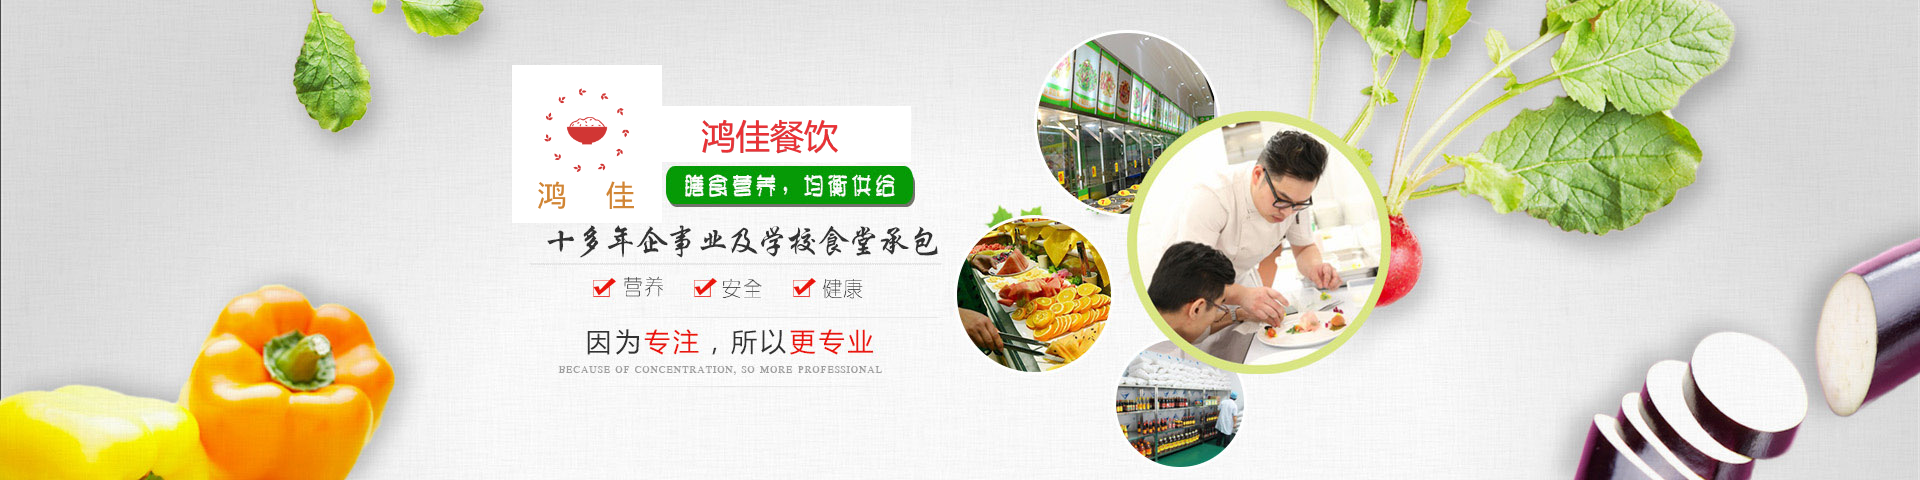 鸿佳
鸿佳餐饮
膳食营养，均衡供给
十多年企事业及学校食堂承包
营养 安全 健康
因为专注，所以更专业
BECAUSE OF CONCENTRATION, SO MORE PROFESSIONAL